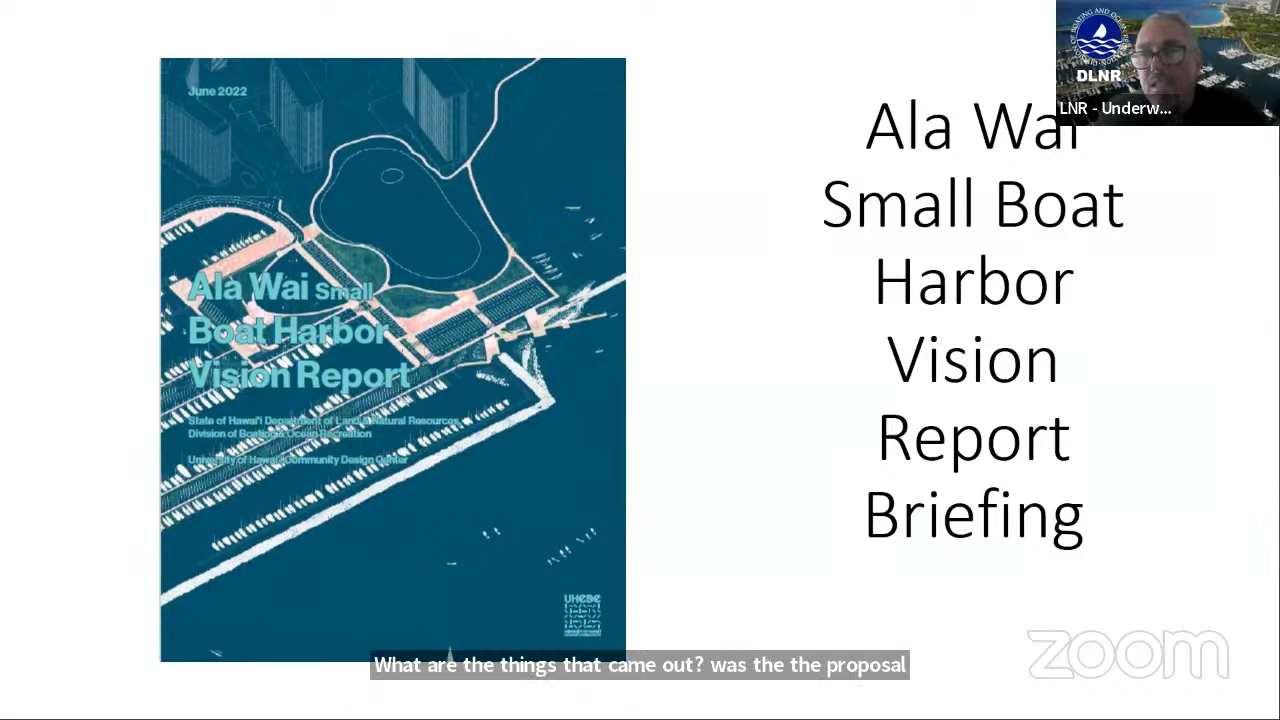 June 2022
Ala Wai Small
Boat Harbor
Vision Report
State of Hawai'i Department of Land & Natural Resources
Division of Boating & Ocean Recreation
University of Hawai'i Community Design Center
UHCDC
Ala Wai
Small Boat
Harbor
Vision
Report
Briefing
DLNR
LNR - Underw...
What are the things that came out? was the the proposal
zoom